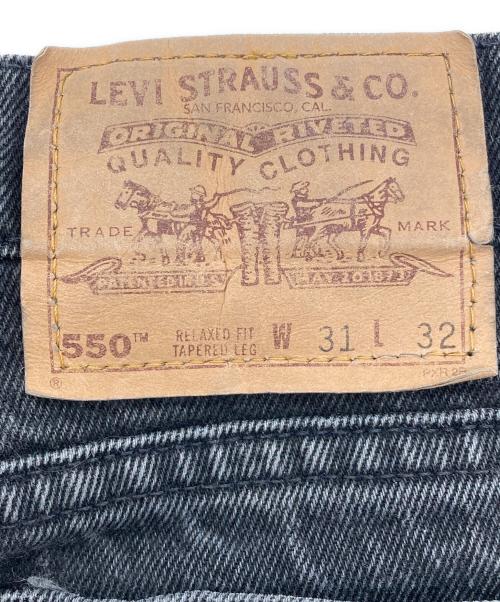 LEVI STRAUSS & CO.
SAN FRANCISCO, CAL.
ORIGINAL RIVETED
QUALITY CLOTHING
TRADE MARK
PATENTED IN U.S. MAY 20 1873
550™ RELAXED FIT TAPERED LEG W 31 L 32
®